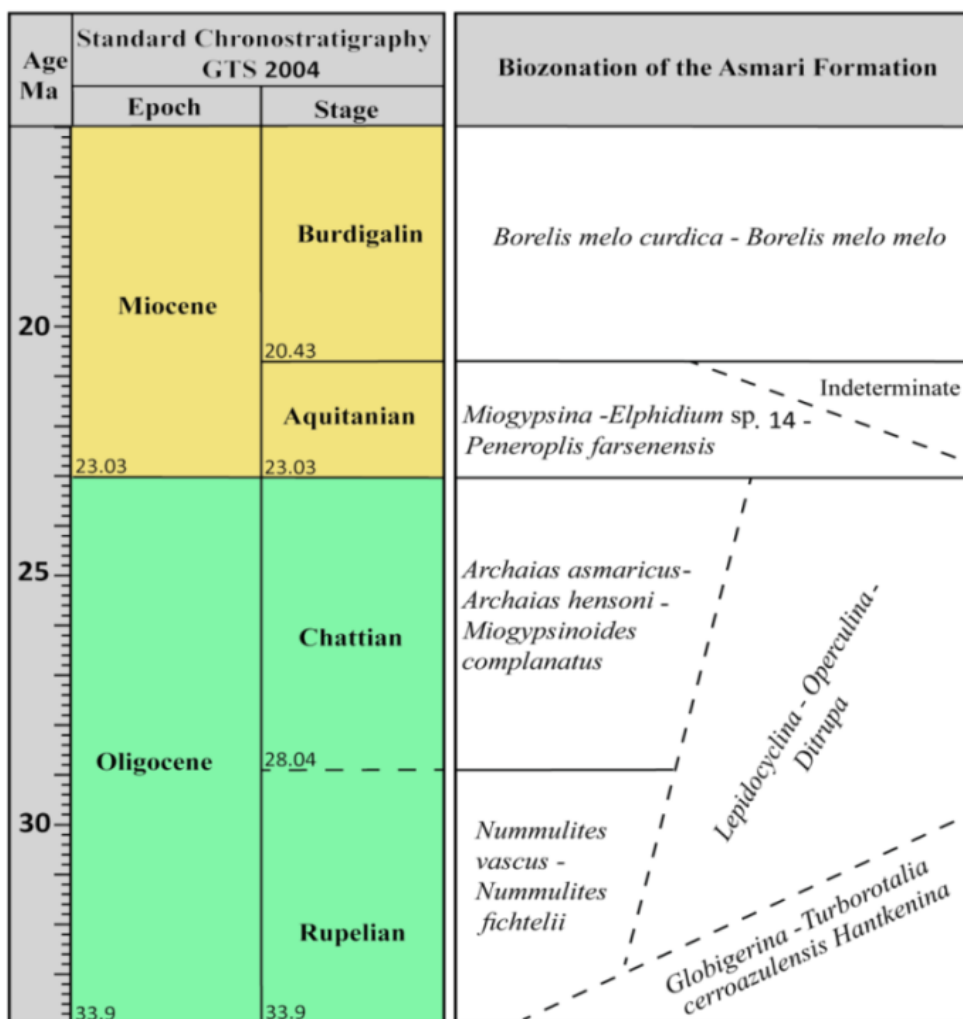 Age
Ma
Standard Chronostratigraphy
GTS 2004
Epoch
Stage
Biozonation of the Asmari Formation
20
25
30
Miocene
23.03
Oligocene
33.9
Burdigalin
20.43
Aquitanian
23.03
Chattian
28.04
Rupelian
33.9
Borelis melo curdica - Borelis melo melo
Indeterminate
Miogypsina -Elphidium sp. 14 -
Peneroplis farsenensis
Archaias asmaricus-
Archaias hensoni -
Miogypsinoides
complanatus
Lepidocyclina - Operculina -
Ditrupa
Nummulites
vascus -
Nummulites
fichtelii
Globigerina -Turborotalia
cerroazulensis Hantkenina